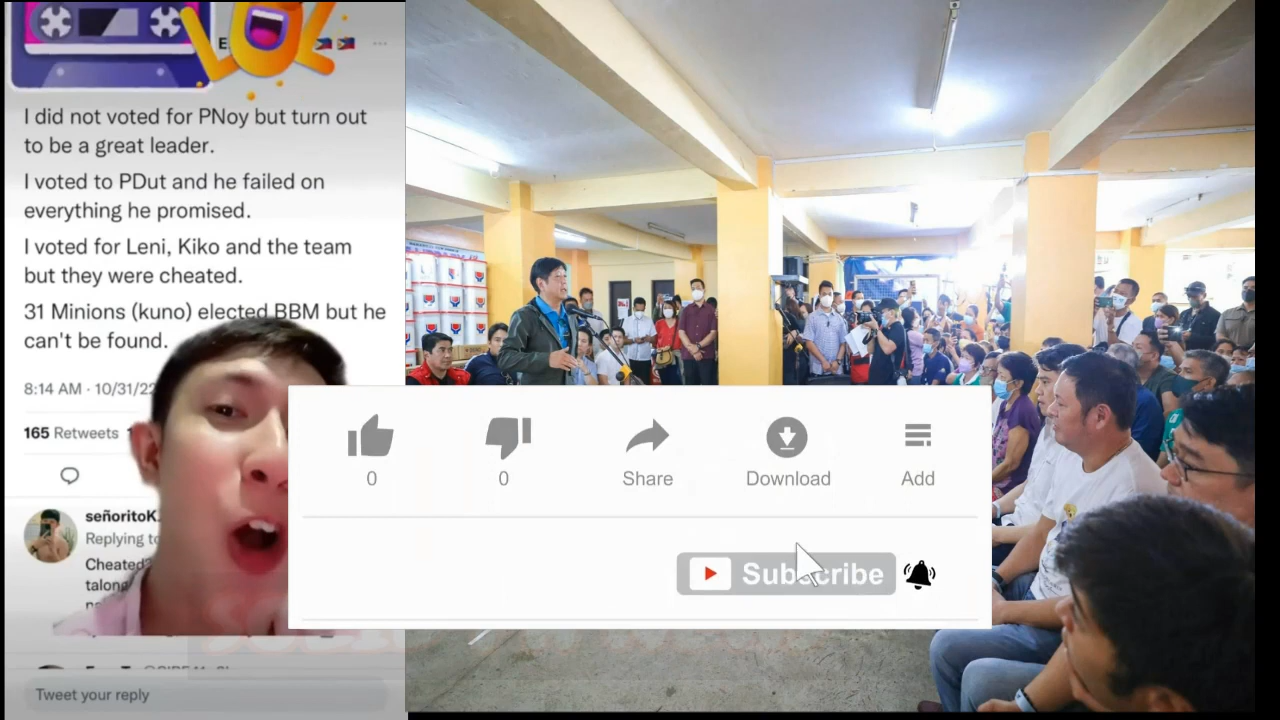 LOL
I did not voted for PNoy but turn out
to be a great leader.
I voted to PDut and he failed on
everything he promised.
I voted for Leni, Kiko and the team
but they were cheated.
31 Minions (kuno) elected BBM but he
can't be found.
8:14 AM · 10/31/22
165 Retweets
señoritoK
Replying to
Cheated?
talong
Tweet your reply
0
0
Share
Download
Add
Subscribe